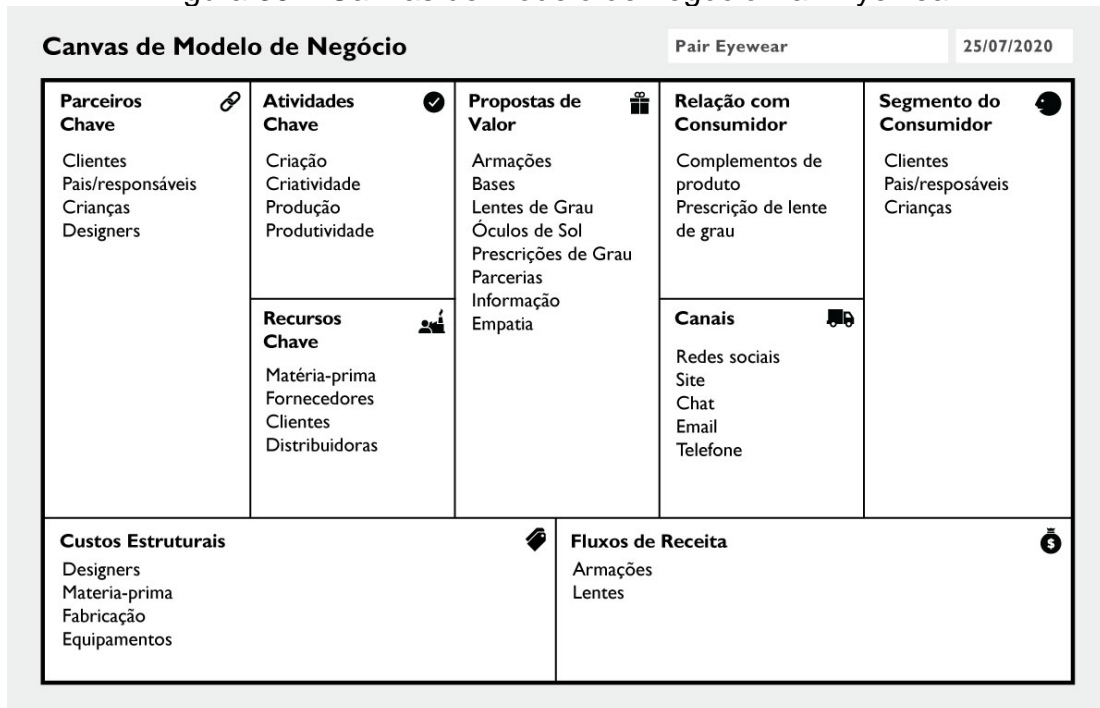 Canvas de Modelo de Negócio
Pair Eyewear
25/07/2020
Parceiros
Chave
Clientes
Pais/responsáveis
Crianças
Designers
Atividades
Chave
Criação
Criatividade
Produção
Produtividade
Recursos
Chave
Matéria-prima
Fornecedores
Clientes
Distribuidoras
Propostas de
Valor
Armações
Bases
Lentes de Grau
Óculos de Sol
Prescrições de Grau
Parcerias
Informação
Empatia
Relação com
Consumidor
Complementos de
produto
Prescrição de lente
de grau
Canais
Redes sociais
Site
Chat
Email
Telefone
Segmento do
Consumidor
Clientes
Pais/resposáveis
Crianças
Custos Estruturais
Designers
Materia-prima
Fabricação
Equipamentos
Fluxos de Receita
Armações
Lentes
$